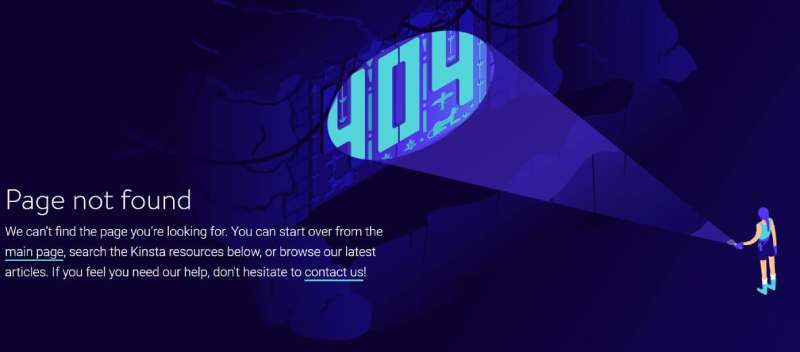 404
Page not found
We can't find the page you're looking for. You can start over from the
main page, search the Kinsta resources below, or browse our latest
articles. If you feel you need our help, don't hesitate to contact us!